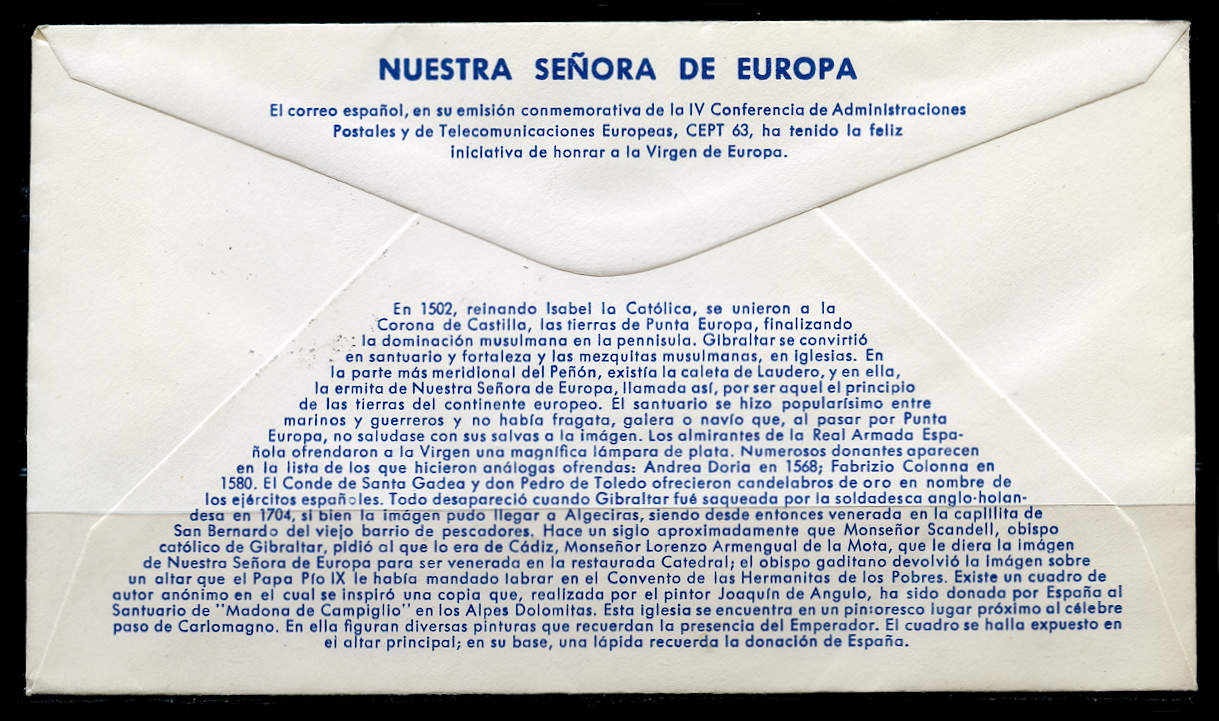 NUESTRA SEÑORA DE EUROPA
El correo español, en su emisión conmemorativa de la IV Conferencia de Administraciones
Postales y de Telecomunicaciones Europeas, CEPT 63, ha tenido la feliz
iniciativa de honrar a la Virgen de Europa.
En 1502, reinando Isabel la Católica, se unieron a la
Corona de Castilla, las tierras de Punta Europa, finalizando
la dominación musulmana en la pennisula. Gibraltar se convirtió
en santuario y fortaleza y las mezquitas musulmanas, en iglesias. En
la parte más meridional del Peñón, existía la caleta de Laudero, y en ella,
la ermita de Nuestra Señora de Europa, llamada así, por ser aquel el principio
de las tierras del continente europeo. El santuario se hizo popularísimo entre
marinos y guerreros y no había fragata, galera o navío que, al pasar por Punta
Europa, no saludase con sus salvas a la imágen. Los almirantes de la Real Armada Espa-
ñola ofrendaron a la Virgen una magnífica lámpara de plata. Numerosos donantes aparecen
en la lista de los que hicieron análogas ofrendas: Andrea Doria en 1568; Fabrizio Colonna en
1580. El Conde de Santa Gadea y don Pedro de Toledo ofrecieron candelabros de oro en nombre de
los ejércitos españoles. Todo desapareció cuando Gibraltar fué saqueada por la soldadesca anglo-holan-
desa en 1704, si bien la imágen pudo llegar a Algeciras, siendo desde entonces venerada en la capillita de
San Bernardo del viejo barrio de pescadores. Hace un siglo aproximadamente que Monseñor Scandell, obispo
católico de Gibraltar, pidió al que lo era de Cádiz, Monseñor Lorenzo Armengual de la Mota, que le diera la imágen
de Nuestra Señora de Europa para ser venerada en la restaurada Catedral; el obispo gaditano devolvió la imágen sobre
un altar que el Papa Pío IX le había mandado labrar en el Convento de las Hermanitas de los Pobres. Existe un cuadro de
autor anónimo en el cual se inspiró una copia que, realizada por el pintor Joaquín de Angulo, ha sido donada por España al
Santuario de "Madona de Campiglio" en los Alpes Dolomitas. Esta iglesia se encuentra en un pintoresco lugar próximo al célebre
paso de Carlomagno. En ella figuran diversas pinturas que recuerdan la presencia del Emperador. El cuadro se halla expuesto en
el altar principal; en su base, una lápida recuerda la donación de España.